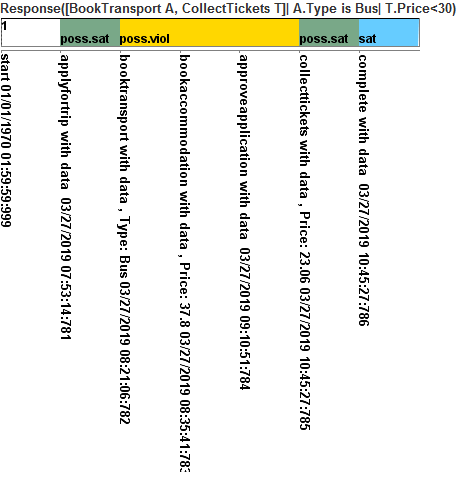 Response([BookTransport A, CollectTickets T]| A.Type is Bus| T.Price<30)
1
poss.sat
poss.viol
poss.sat
sat
start 01/01/1970 01:59:59:999
applyfortrip with data 03/27/2019 07:53:14:781
booktransport with data , Type: Bus 03/27/2019 08:21:06:782
bookaccommodation with data , Price: 37.8 03/27/2019 08:35:41:783
approveapplication with data 03/27/2019 09:10:51:784
collecttickets with data , Price: 23.06 03/27/2019 10:45:27:785
complete with data 03/27/2019 10:45:27:786